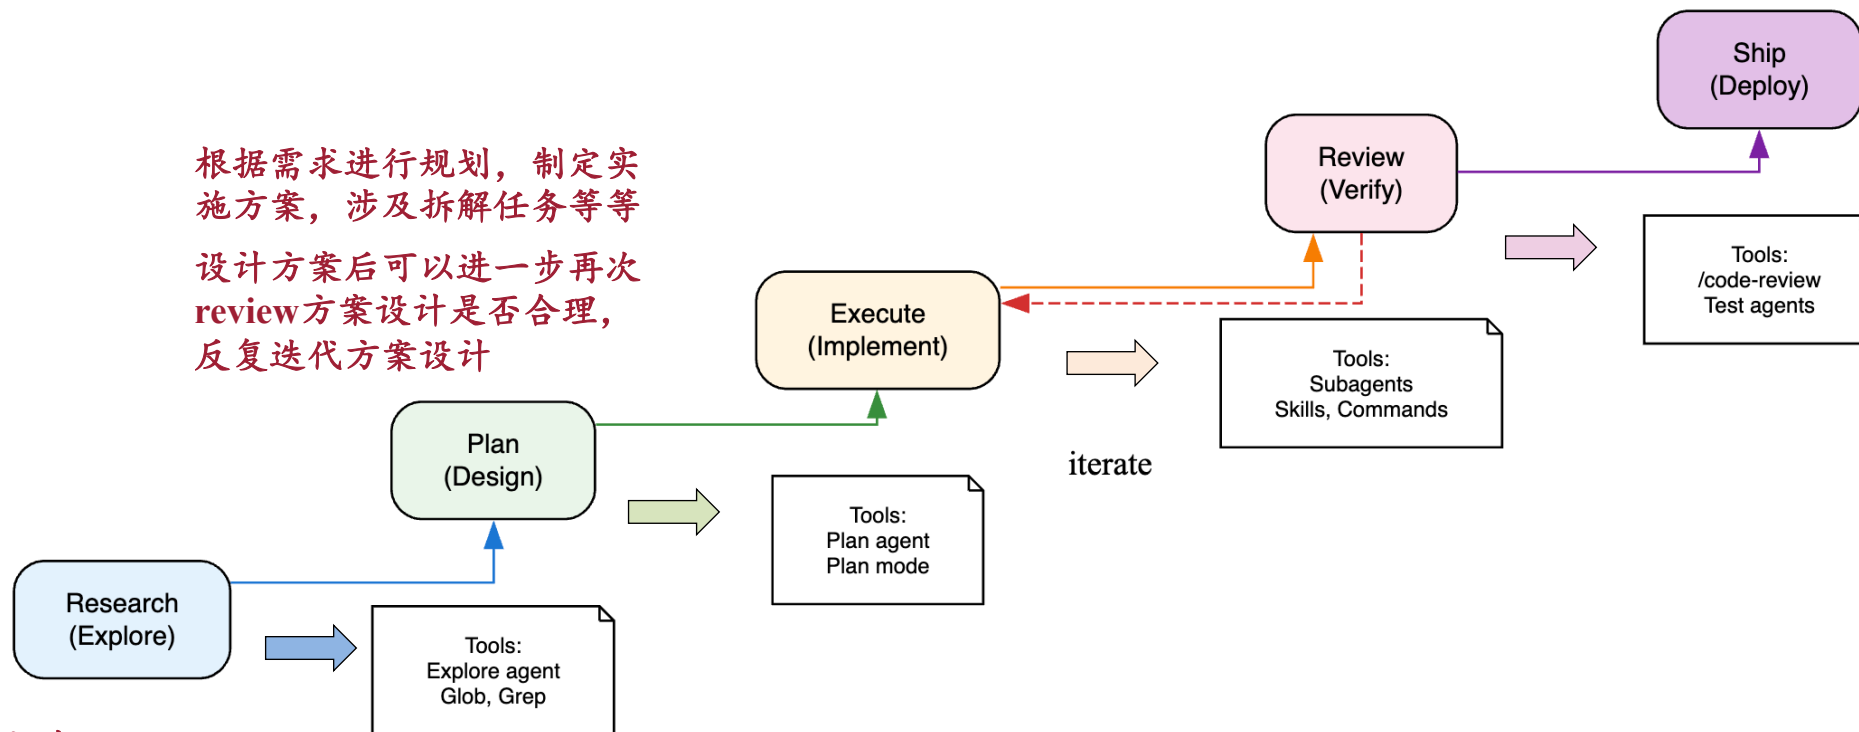 Ship
(Deploy)
Review
(Verify)
根据需求进行规划，制定实
施方案，涉及拆解任务等等
设计方案后可以进一步再次
review方案设计是否合理，
反复迭代方案设计
Tools:
/code-review
Test agents
Execute
(Implement)
Tools:
Subagents
Skills, Commands
Plan
(Design)
iterate
Tools:
Plan agent
Plan mode
Research
(Explore)
Tools:
Explore agent
Glob, Grep